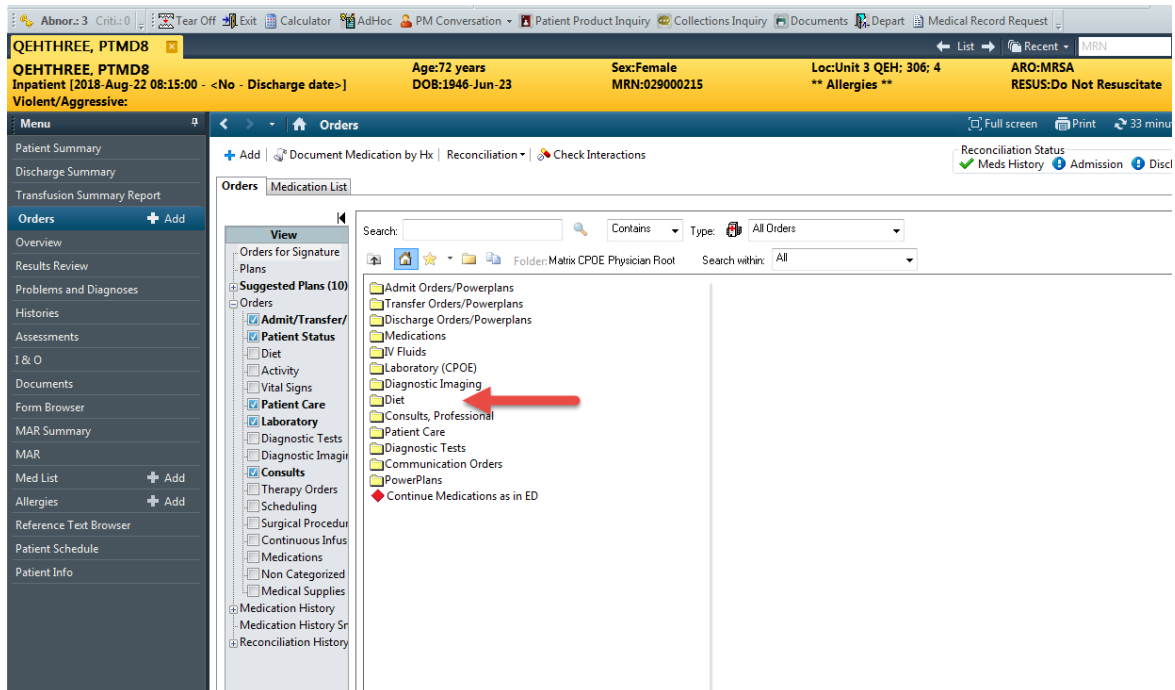 Abnor.: 3 Criti.: 0 Tear Off Exit Calculator AdHoc PM Conversation Patient Product Inquiry Collections Inquiry Documents Depart Medical Record Request
QEHTHREE, PTMD8 List Recent MRN
QEHTHREE, PTMD8 Age:72 years Sex:Female Loc:Unit 3 QEH; 306; 4 ARO:MRSA
Inpatient [2018-Aug-22 08:15:00 - <No - Discharge date>] DOB:1946-Jun-23 MRN:029000215 ** Allergies ** RESUS:Do Not Resuscitate
Violent/Aggressive:
Menu
Patient Summary
Discharge Summary
Transfusion Summary Report
Orders Add
Overview
Results Review
Problems and Diagnoses
Histories
Assessments
I & O
Documents
Form Browser
MAR Summary
MAR
Med List Add
Allergies Add
Reference Text Browser
Patient Schedule
Patient Info
Orders Full screen Print 33 minu
Add Document Medication by Hx Reconciliation Check Interactions
Reconciliation Status
Meds History Admission Discl
Orders Medication List
View
Orders for Signature
Plans
Suggested Plans (10)
Orders
Admit/Transfer/
Patient Status
Diet
Activity
Vital Signs
Patient Care
Laboratory
Diagnostic Tests
Diagnostic Imagin
Consults
Therapy Orders
Scheduling
Surgical Procedur
Continuous Infus
Medications
Non Categorized
Medical Supplies
Medication History
Medication History Sn
Reconciliation History
Search: Contains Type: All Orders
Folder: Matrix CPOE Physician Root Search within: All
Admit Orders/Powerplans
Transfer Orders/Powerplans
Discharge Orders/Powerplans
Medications
IV Fluids
Laboratory (CPOE)
Diagnostic Imaging
Diet
Consults, Professional
Patient Care
Diagnostic Tests
Communication Orders
PowerPlans
Continue Medications as in ED